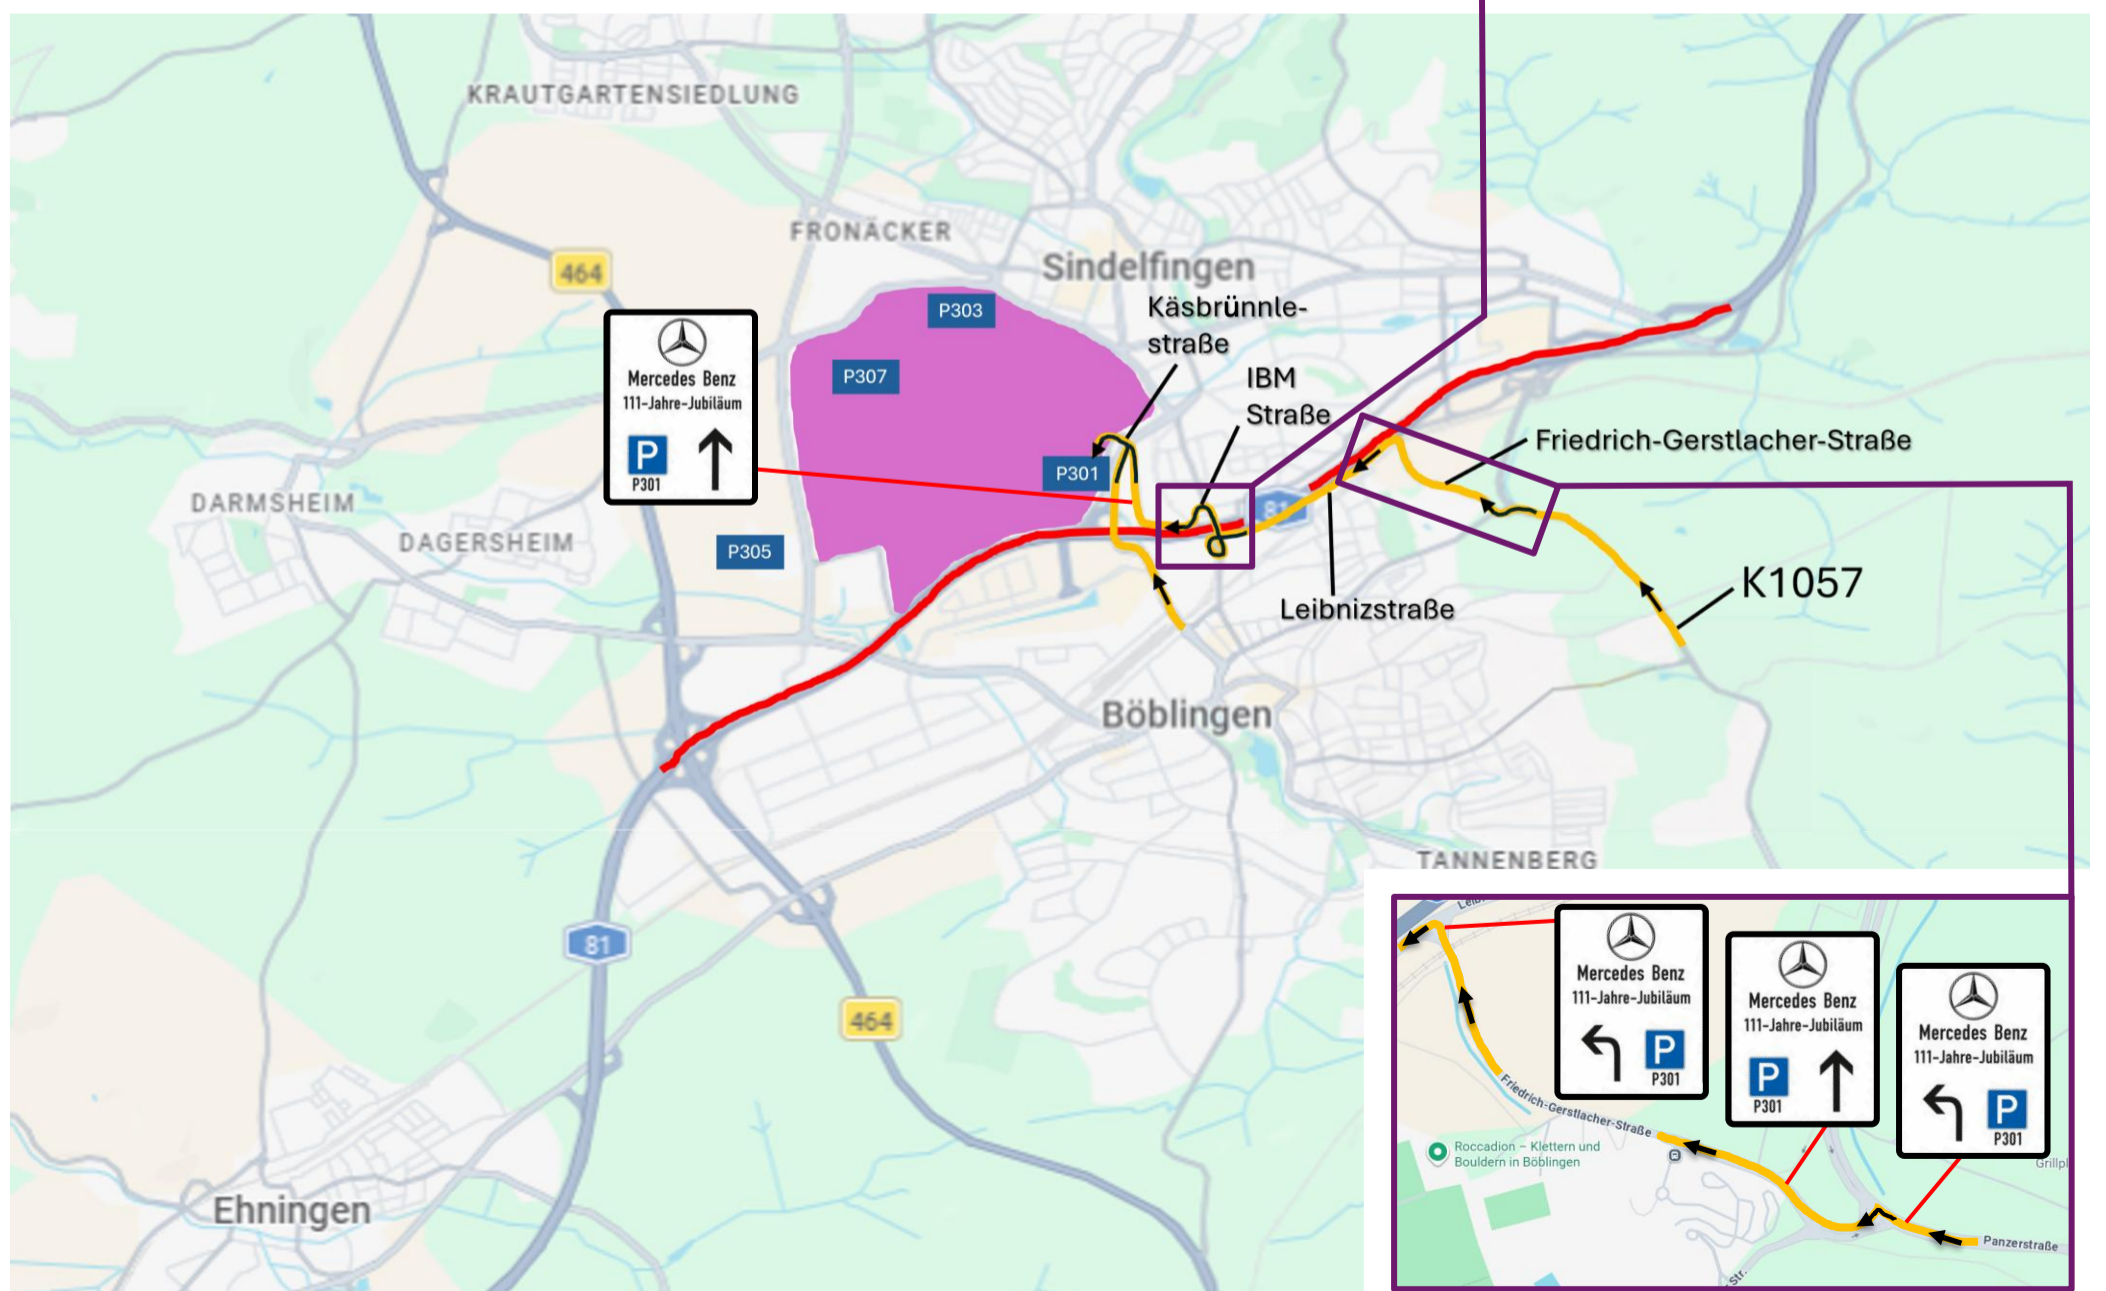 KRAUTGARTENSIEDLUNG
FRONÄCKER
464
Sindelfingen
Käsbrünnle-
straße
P303
Mercedes Benz
111-Jahre-Jubiläum
P
P301
P307
IBM
Straße
Friedrich-Gerstlacher-Straße
P301
DARMSHEIM
81
DAGERSHEIM
P305
K1057
Leibnizstraße
Böblingen
TANNENBERG
81
464
Ehningen
Mercedes Benz
111-Jahre-Jubiläum
P
P301
Mercedes Benz
111-Jahre-Jubiläum
P
P301
Mercedes Benz
111-Jahre-Jubiläum
P
P301
Friedrich-Gerstlacher-Straße
Roccadion – Klettern und
Bouldern in Böblingen
Grillpl
Panzerstraße
Str.